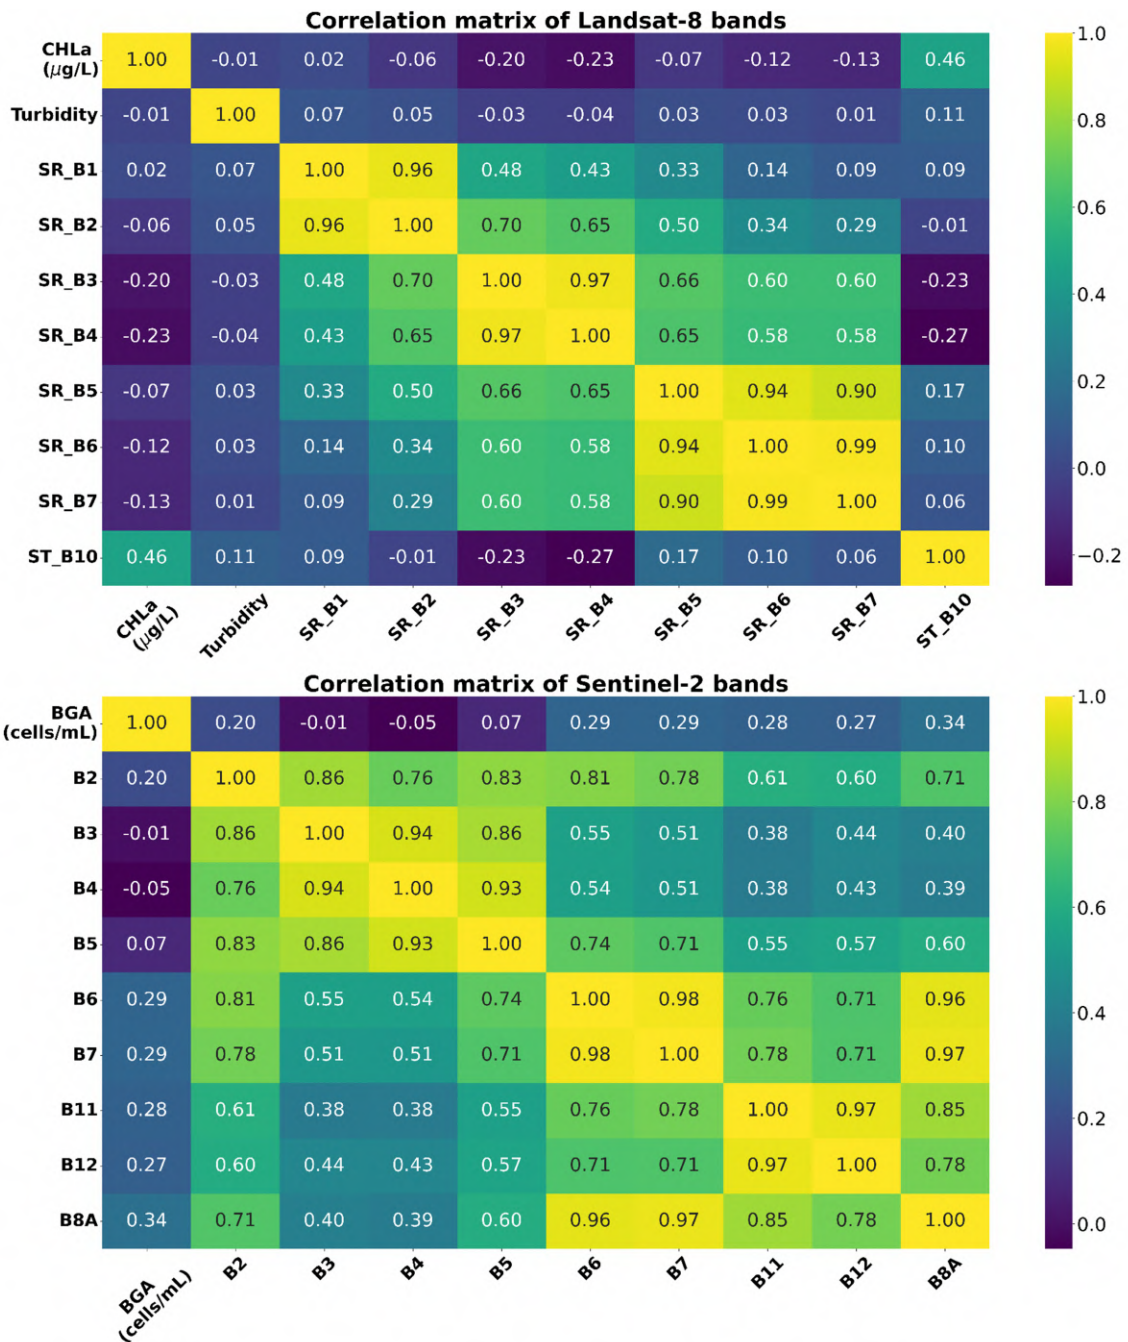 Correlation matrix of Landsat-8 bands
CHLa
(μg/L)
1.00 -0.01 0.02 -0.06 -0.20 -0.23 -0.07 -0.12 -0.13 0.46
Turbidity -0.01 1.00 0.07 0.05 -0.03 -0.04 0.03 0.03 0.01 0.11
SR_B1 0.02 0.07 1.00 0.96 0.48 0.43 0.33 0.14 0.09 0.09
SR_B2 -0.06 0.05 0.96 1.00 0.70 0.65 0.50 0.34 0.29 -0.01
SR_B3 -0.20 -0.03 0.48 0.70 1.00 0.97 0.66 0.60 0.60 -0.23
SR_B4 -0.23 -0.04 0.43 0.65 0.97 1.00 0.65 0.58 0.58 -0.27
SR_B5 -0.07 0.03 0.33 0.50 0.66 0.65 1.00 0.94 0.90 0.17
SR_B6 -0.12 0.03 0.14 0.34 0.60 0.58 0.94 1.00 0.99 0.10
SR_B7 -0.13 0.01 0.09 0.29 0.60 0.58 0.90 0.99 1.00 0.06
ST_B10 0.46 0.11 0.09 -0.01 -0.23 -0.27 0.17 0.10 0.06 1.00
CHLa
(μg/L)
Turbidity SR_B1 SR_B2 SR_B3 SR_B4 SR_B5 SR_B6 SR_B7 ST_B10
1.0
0.8
0.6
0.4
0.2
0.0
−0.2
Correlation matrix of Sentinel-2 bands
BGA
(cells/mL)
1.00 0.20 -0.01 -0.05 0.07 0.29 0.29 0.28 0.27 0.34
B2 0.20 1.00 0.86 0.76 0.83 0.81 0.78 0.61 0.60 0.71
B3 -0.01 0.86 1.00 0.94 0.86 0.55 0.51 0.38 0.44 0.40
B4 -0.05 0.76 0.94 1.00 0.93 0.54 0.51 0.38 0.43 0.39
B5 0.07 0.83 0.86 0.93 1.00 0.74 0.71 0.55 0.57 0.60
B6 0.29 0.81 0.55 0.54 0.74 1.00 0.98 0.76 0.71 0.96
B7 0.29 0.78 0.51 0.51 0.71 0.98 1.00 0.78 0.71 0.97
B11 0.28 0.61 0.38 0.38 0.55 0.76 0.78 1.00 0.97 0.85
B12 0.27 0.60 0.44 0.43 0.57 0.71 0.71 0.97 1.00 0.78
B8A 0.34 0.71 0.40 0.39 0.60 0.96 0.97 0.85 0.78 1.00
BGA
(cells/mL)
B2 B3 B4 B5 B6 B7 B11 B12 B8A
1.0
0.8
0.6
0.4
0.2
0.0